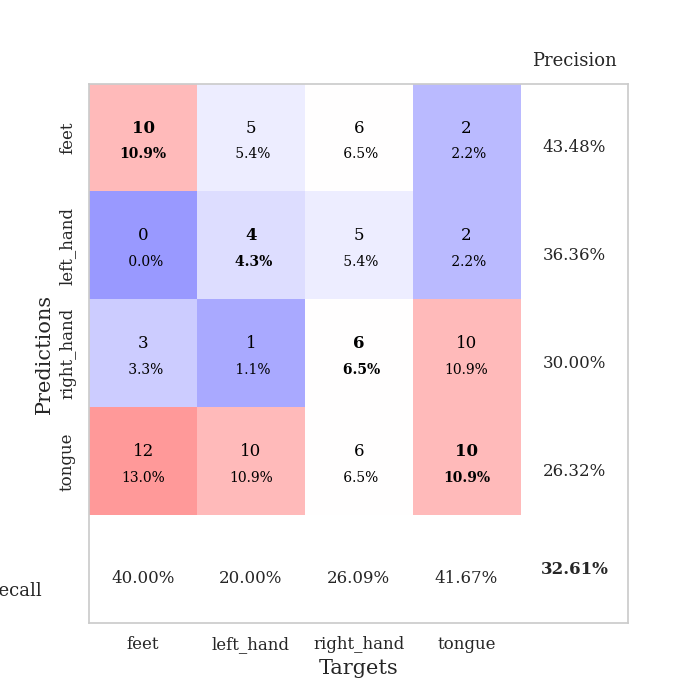 Precision
feet
10 5 6 2
10.9% 5.4% 6.5% 2.2%
43.48%
left_hand
0 4 5 2
0.0% 4.3% 5.4% 2.2%
36.36%
Predictions
right_hand
3 1 6 10
3.3% 1.1% 6.5% 10.9%
30.00%
tongue
12 10 6 10
13.0% 10.9% 6.5% 10.9%
26.32%
ecall
40.00% 20.00% 26.09% 41.67% 32.61%
feet left_hand right_hand tongue
Targets